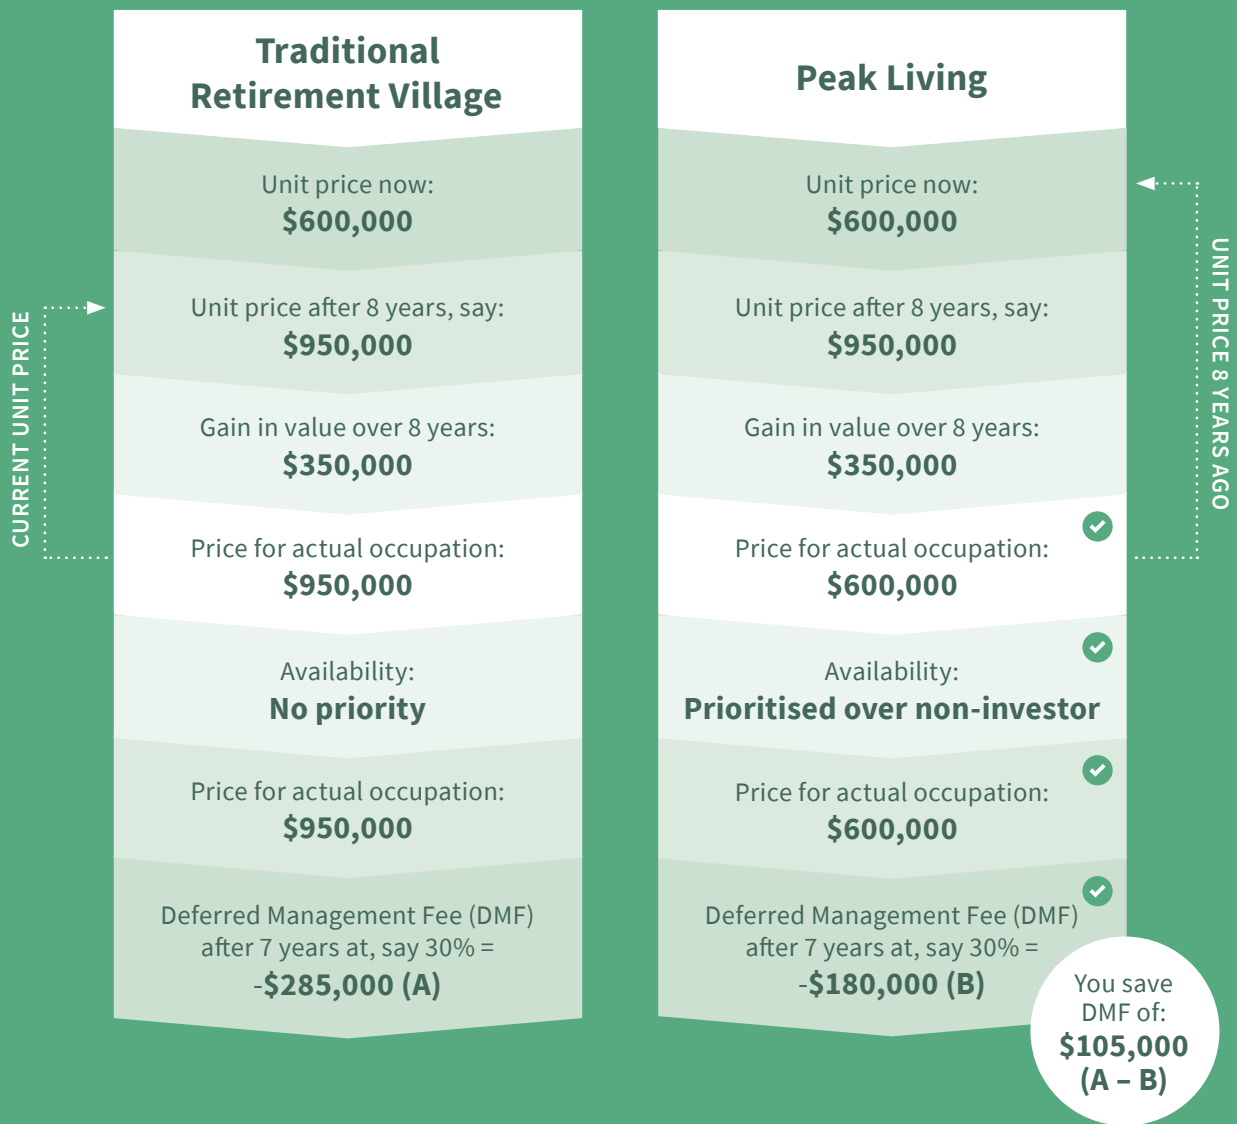 Traditional
Retirement Village
Unit price now:
$600,000
Unit price after 8 years, say:
$950,000
Gain in value over 8 years:
$350,000
Price for actual occupation:
$950,000
Availability:
No priority
Price for actual occupation:
$950,000
Deferred Management Fee (DMF)
after 7 years at, say 30% =
-$285,000 (A)
CURRENT UNIT PRICE
Peak Living
Unit price now:
$600,000
Unit price after 8 years, say:
$950,000
Gain in value over 8 years:
$350,000
Price for actual occupation:
$600,000
Availability:
Prioritised over non-investor
Price for actual occupation:
$600,000
Deferred Management Fee (DMF)
after 7 years at, say 30% =
-$180,000 (B)
UNIT PRICE 8 YEARS AGO
You save
DMF of:
$105,000
(A – B)